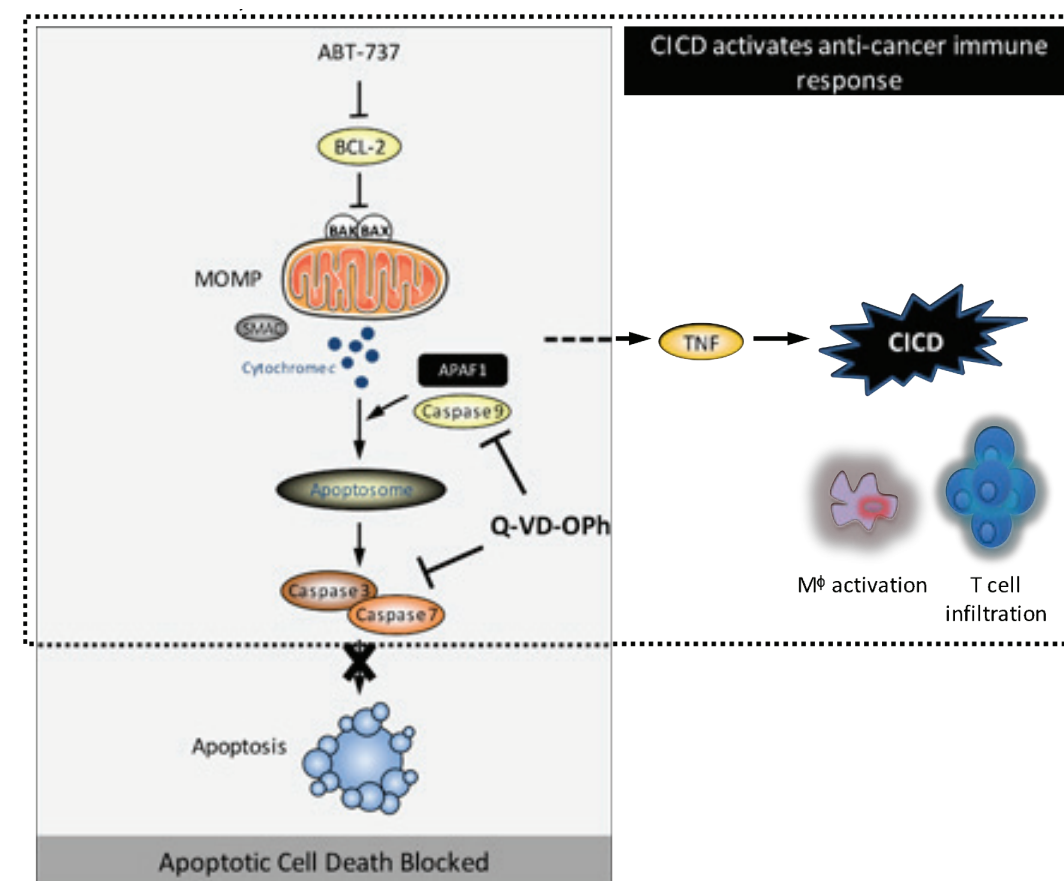 ABT-737
CICD activates anti-cancer immune
response
BCL-2
BAK BAX
MOMP
SMAC
Cytochrome c
APAF1
Caspase 9
TNF
CICD
Apoptosome
Q-VD-OPh
Caspase 3
Caspase 7
Mᶲ activation
T cell
infiltration
Apoptosis
Apoptotic Cell Death Blocked